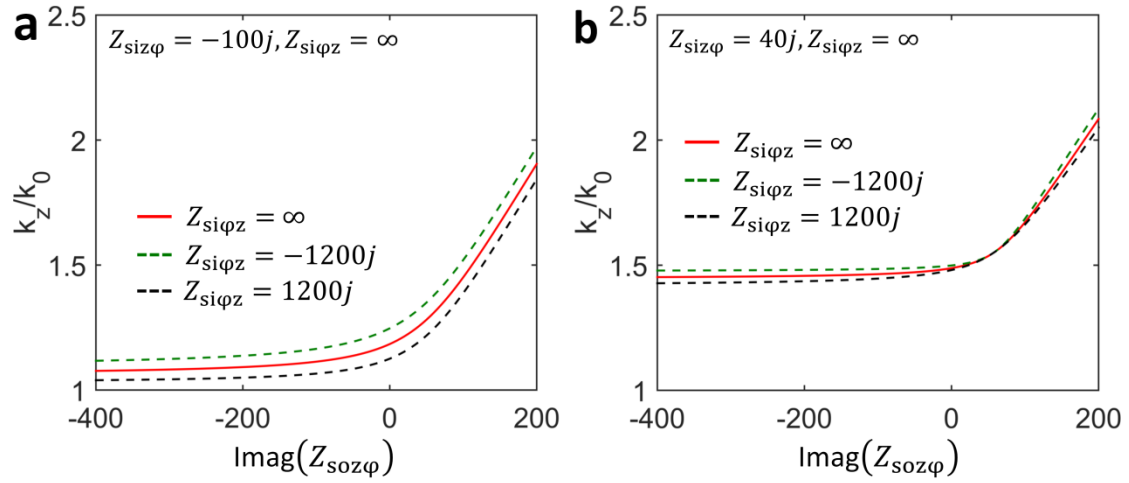 a
Z_sizφ = −100j, Z_siφz = ∞
2.5
2
1.5
1
k_z/k_0
Z_siφz = ∞
Z_siφz = −1200j
Z_siφz = 1200j
-400
-200
0
200
Imag(Z_sozφ)
b
Z_sizφ = 40j, Z_siφz = ∞
2.5
2
1.5
1
k_z/k_0
Z_siφz = ∞
Z_siφz = −1200j
Z_siφz = 1200j
-400
-200
0
200
Imag(Z_sozφ)